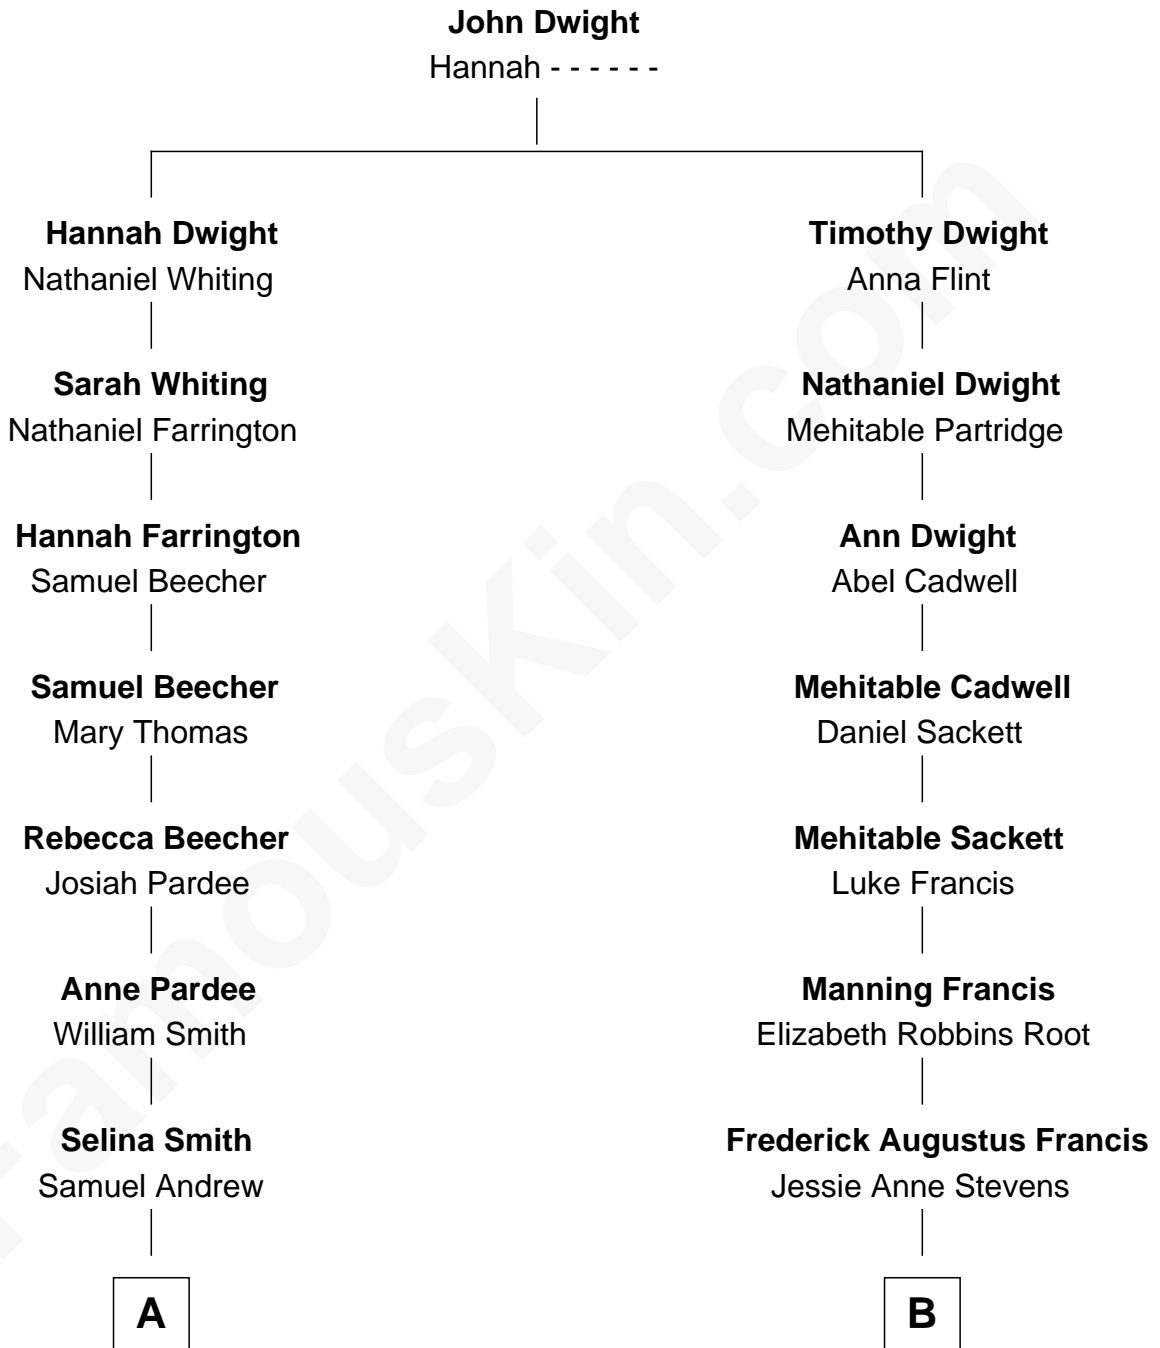 John Dwight
Hannah - - - - - -
Hannah Dwight
Nathaniel Whiting
Timothy Dwight
Anna Flint
Sarah Whiting
Nathaniel Farrington
Nathaniel Dwight
Mehitable Partridge
Hannah Farrington
Samuel Beecher
Ann Dwight
Abel Cadwell
Samuel Beecher
Mary Thomas
Mehitable Cadwell
Daniel Sackett
Rebecca Beecher
Josiah Pardee
Mehitable Sackett
Luke Francis
Anne Pardee
William Smith
Manning Francis
Elizabeth Robbins Root
Selina Smith
Samuel Andrew
Frederick Augustus Francis
Jessie Anne Stevens
A
B
FamousKin.com